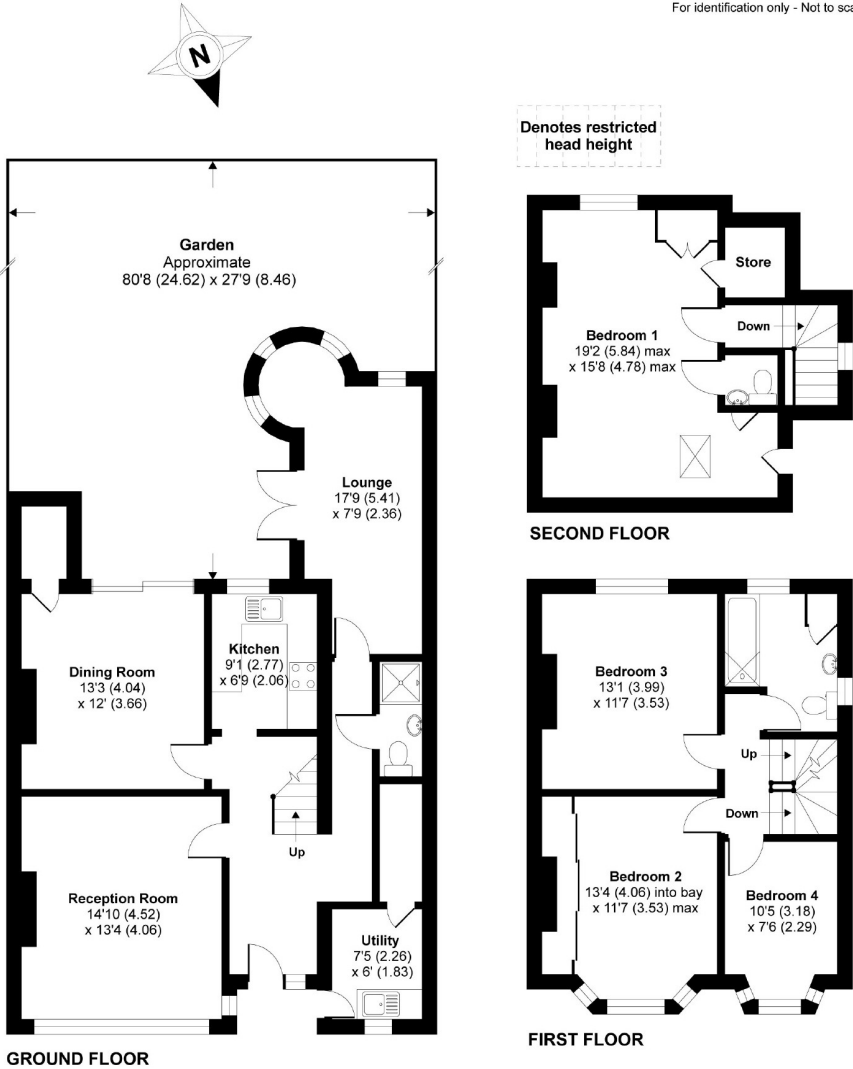 For identification only - Not to sca
N
Denotes restricted
head height
Garden
Approximate
80'8 (24.62) x 27'9 (8.46)
Store
Bedroom 1
19'2 (5.84) max
x 15'8 (4.78) max
Down
SECOND FLOOR
Lounge
17'9 (5.41)
x 7'9 (2.36)
Kitchen
9'1 (2.77)
x 6'9 (2.06)
Dining Room
13'3 (4.04)
x 12' (3.66)
Up
Reception Room
14'10 (4.52)
x 13'4 (4.06)
Utility
7'5 (2.26)
x 6' (1.83)
GROUND FLOOR
Bedroom 3
13'1 (3.99)
x 11'7 (3.53)
Up
Down
Bedroom 2
13'4 (4.06) into bay
x 11'7 (3.53) max
Bedroom 4
10'5 (3.18)
x 7'6 (2.29)
FIRST FLOOR